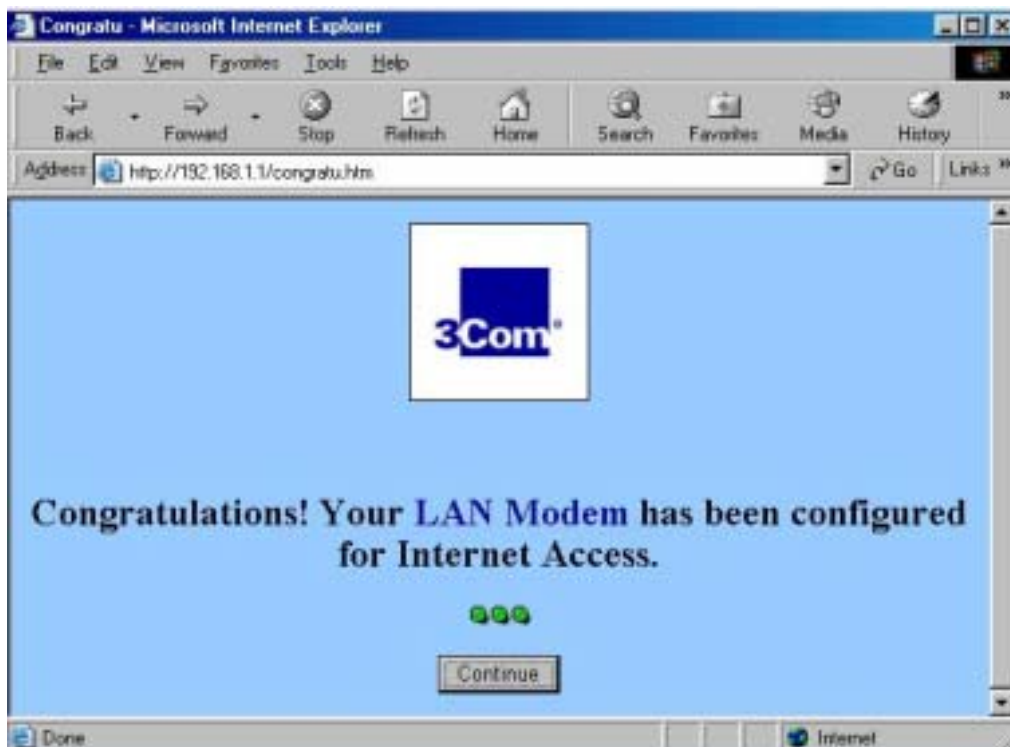 Congratu - Microsoft Internet Explorer
File Edit View Favorites Tools Help
Back Forward Stop Refresh Home Search Favorites Media History »
Address http://192.168.1.1/congratu.htm Go Links »
3Com®
Congratulations! Your LAN Modem has been configured
for Internet Access.
Continue
Done Internet